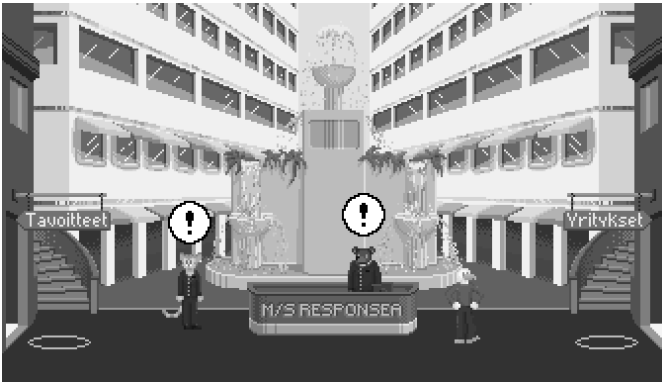 !
!
Tavoitteet
Yritykset
M/S RESPONSEA